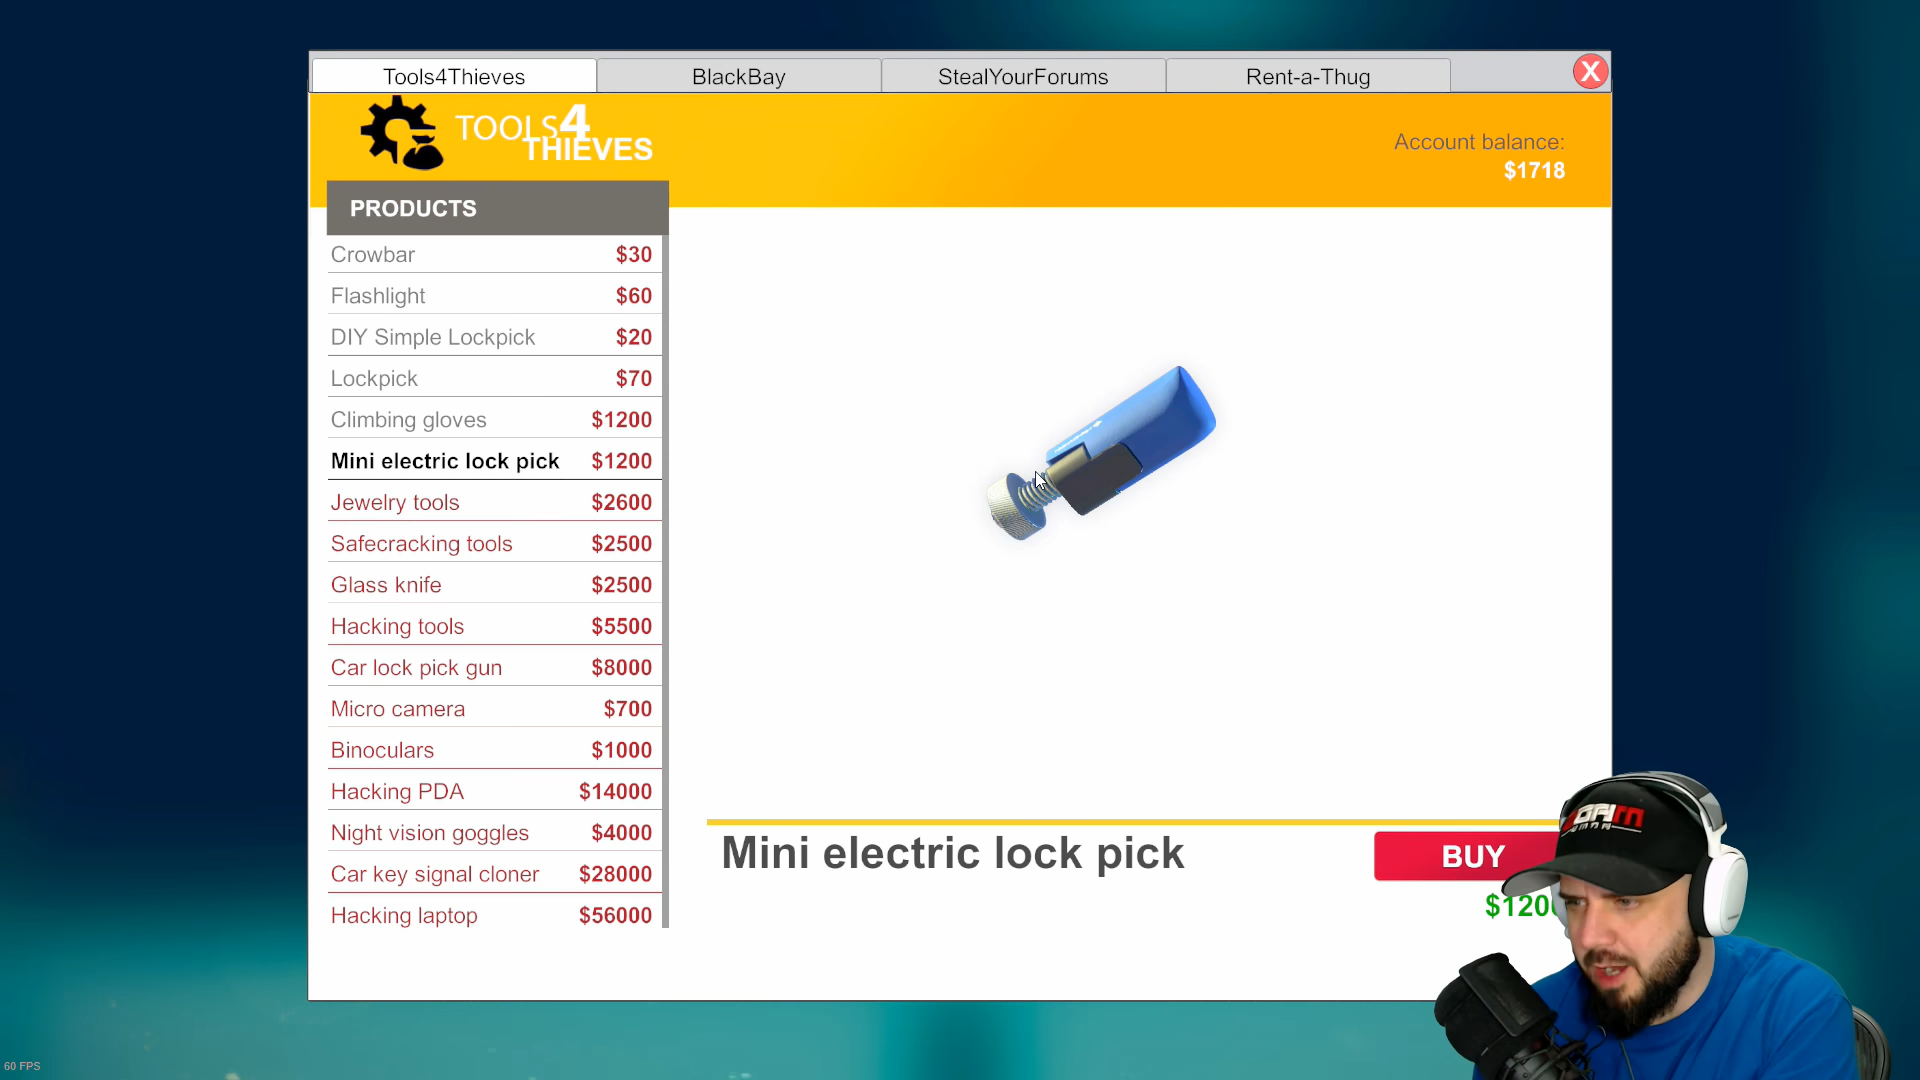 Tools4Thieves
BlackBay
StealYourForums
Rent-a-Thug
X
TOOLS4
THIEVES
Account balance:
$1718
PRODUCTS
Crowbar $30
Flashlight $60
DIY Simple Lockpick $20
Lockpick $70
Climbing gloves $1200
Mini electric lock pick $1200
Jewelry tools $2600
Safecracking tools $2500
Glass knife $2500
Hacking tools $5500
Car lock pick gun $8000
Micro camera $700
Binoculars $1000
Hacking PDA $14000
Night vision goggles $4000
Car key signal cloner $28000
Hacking laptop $56000
Mini electric lock pick
BUY
60 FPS